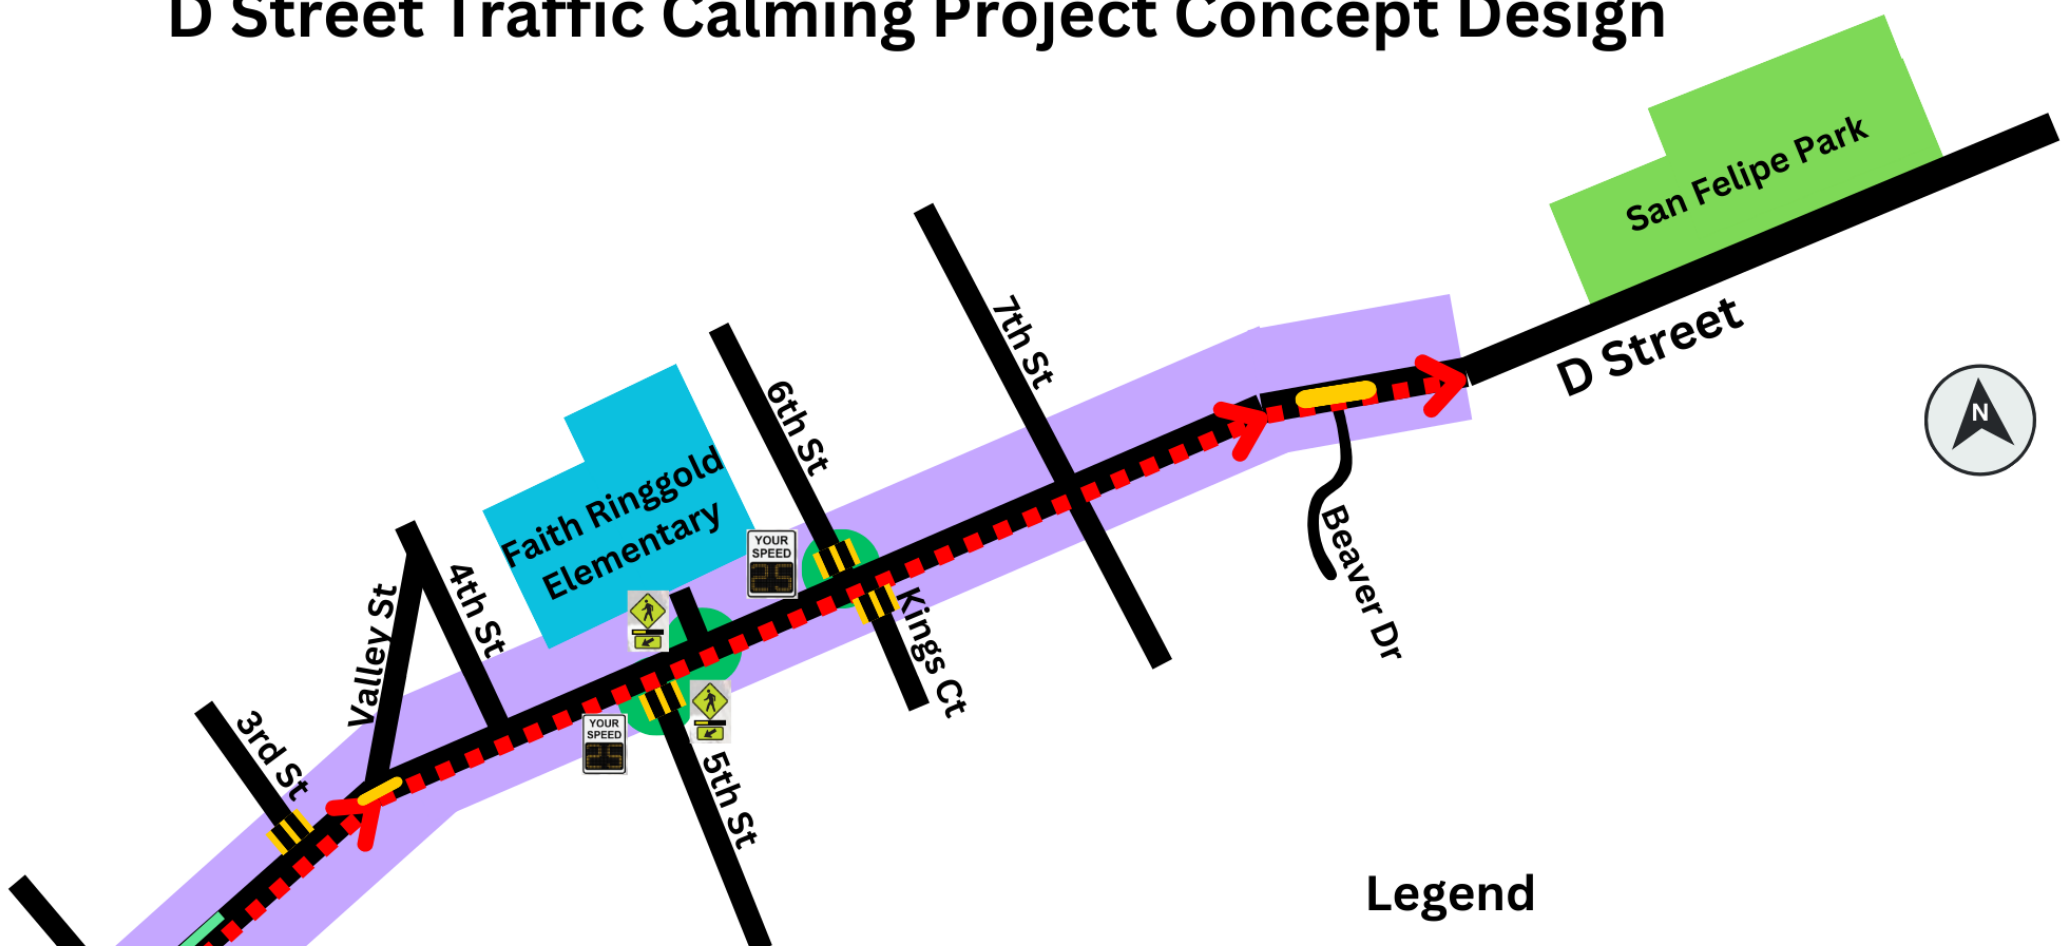 D Street Traffic Calming Project Concept Design
San Felipe Park
D Street
N
7th St
6th St
Faith Ringgold
Elementary
YOUR
SPEED
25
4th St
Valley St
Kings Ct
Beaver Dr
3rd St
YOUR
SPEED
25
5th St
Legend